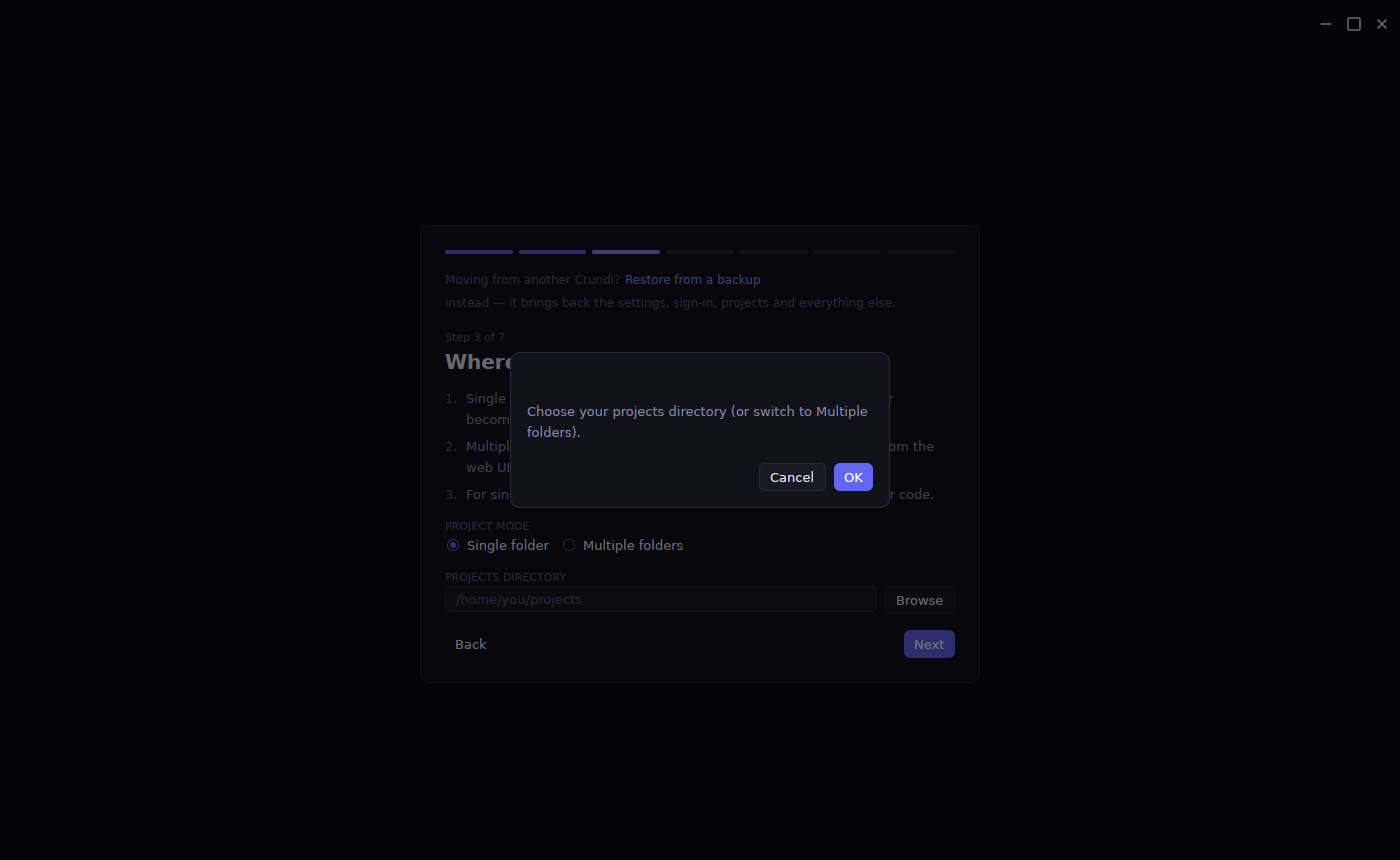 Moving from another Crundi? Restore from a backup
instead — it brings back the settings, sign-in, projects and everything else.
Step 3 of 7
Where
1. Single
2. Multipl om the
web UI
3. For sin r code.
Choose your projects directory (or switch to Multiple
folders).
Cancel OK
PROJECT MODE
Single folder Multiple folders
PROJECTS DIRECTORY
/home/you/projects Browse
Back Next